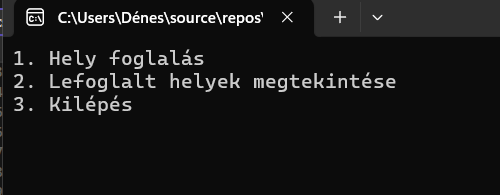 C:\Users\Dénes\source\repos\
1. Hely foglalás
2. Lefoglalt helyek megtekintése
3. Kilépés